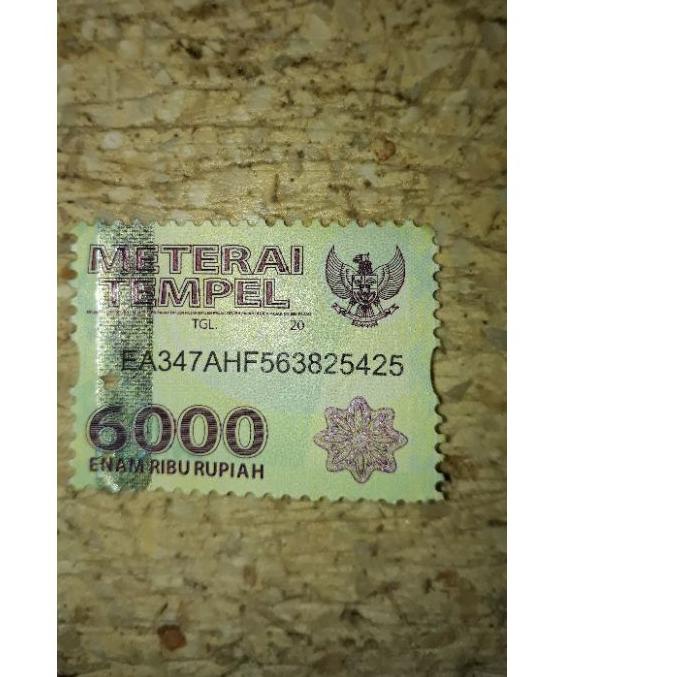 METERAI
TEMPEL
TGL. 20
EA347AHF563825425
6000
ENAM RIBU RUPIAH